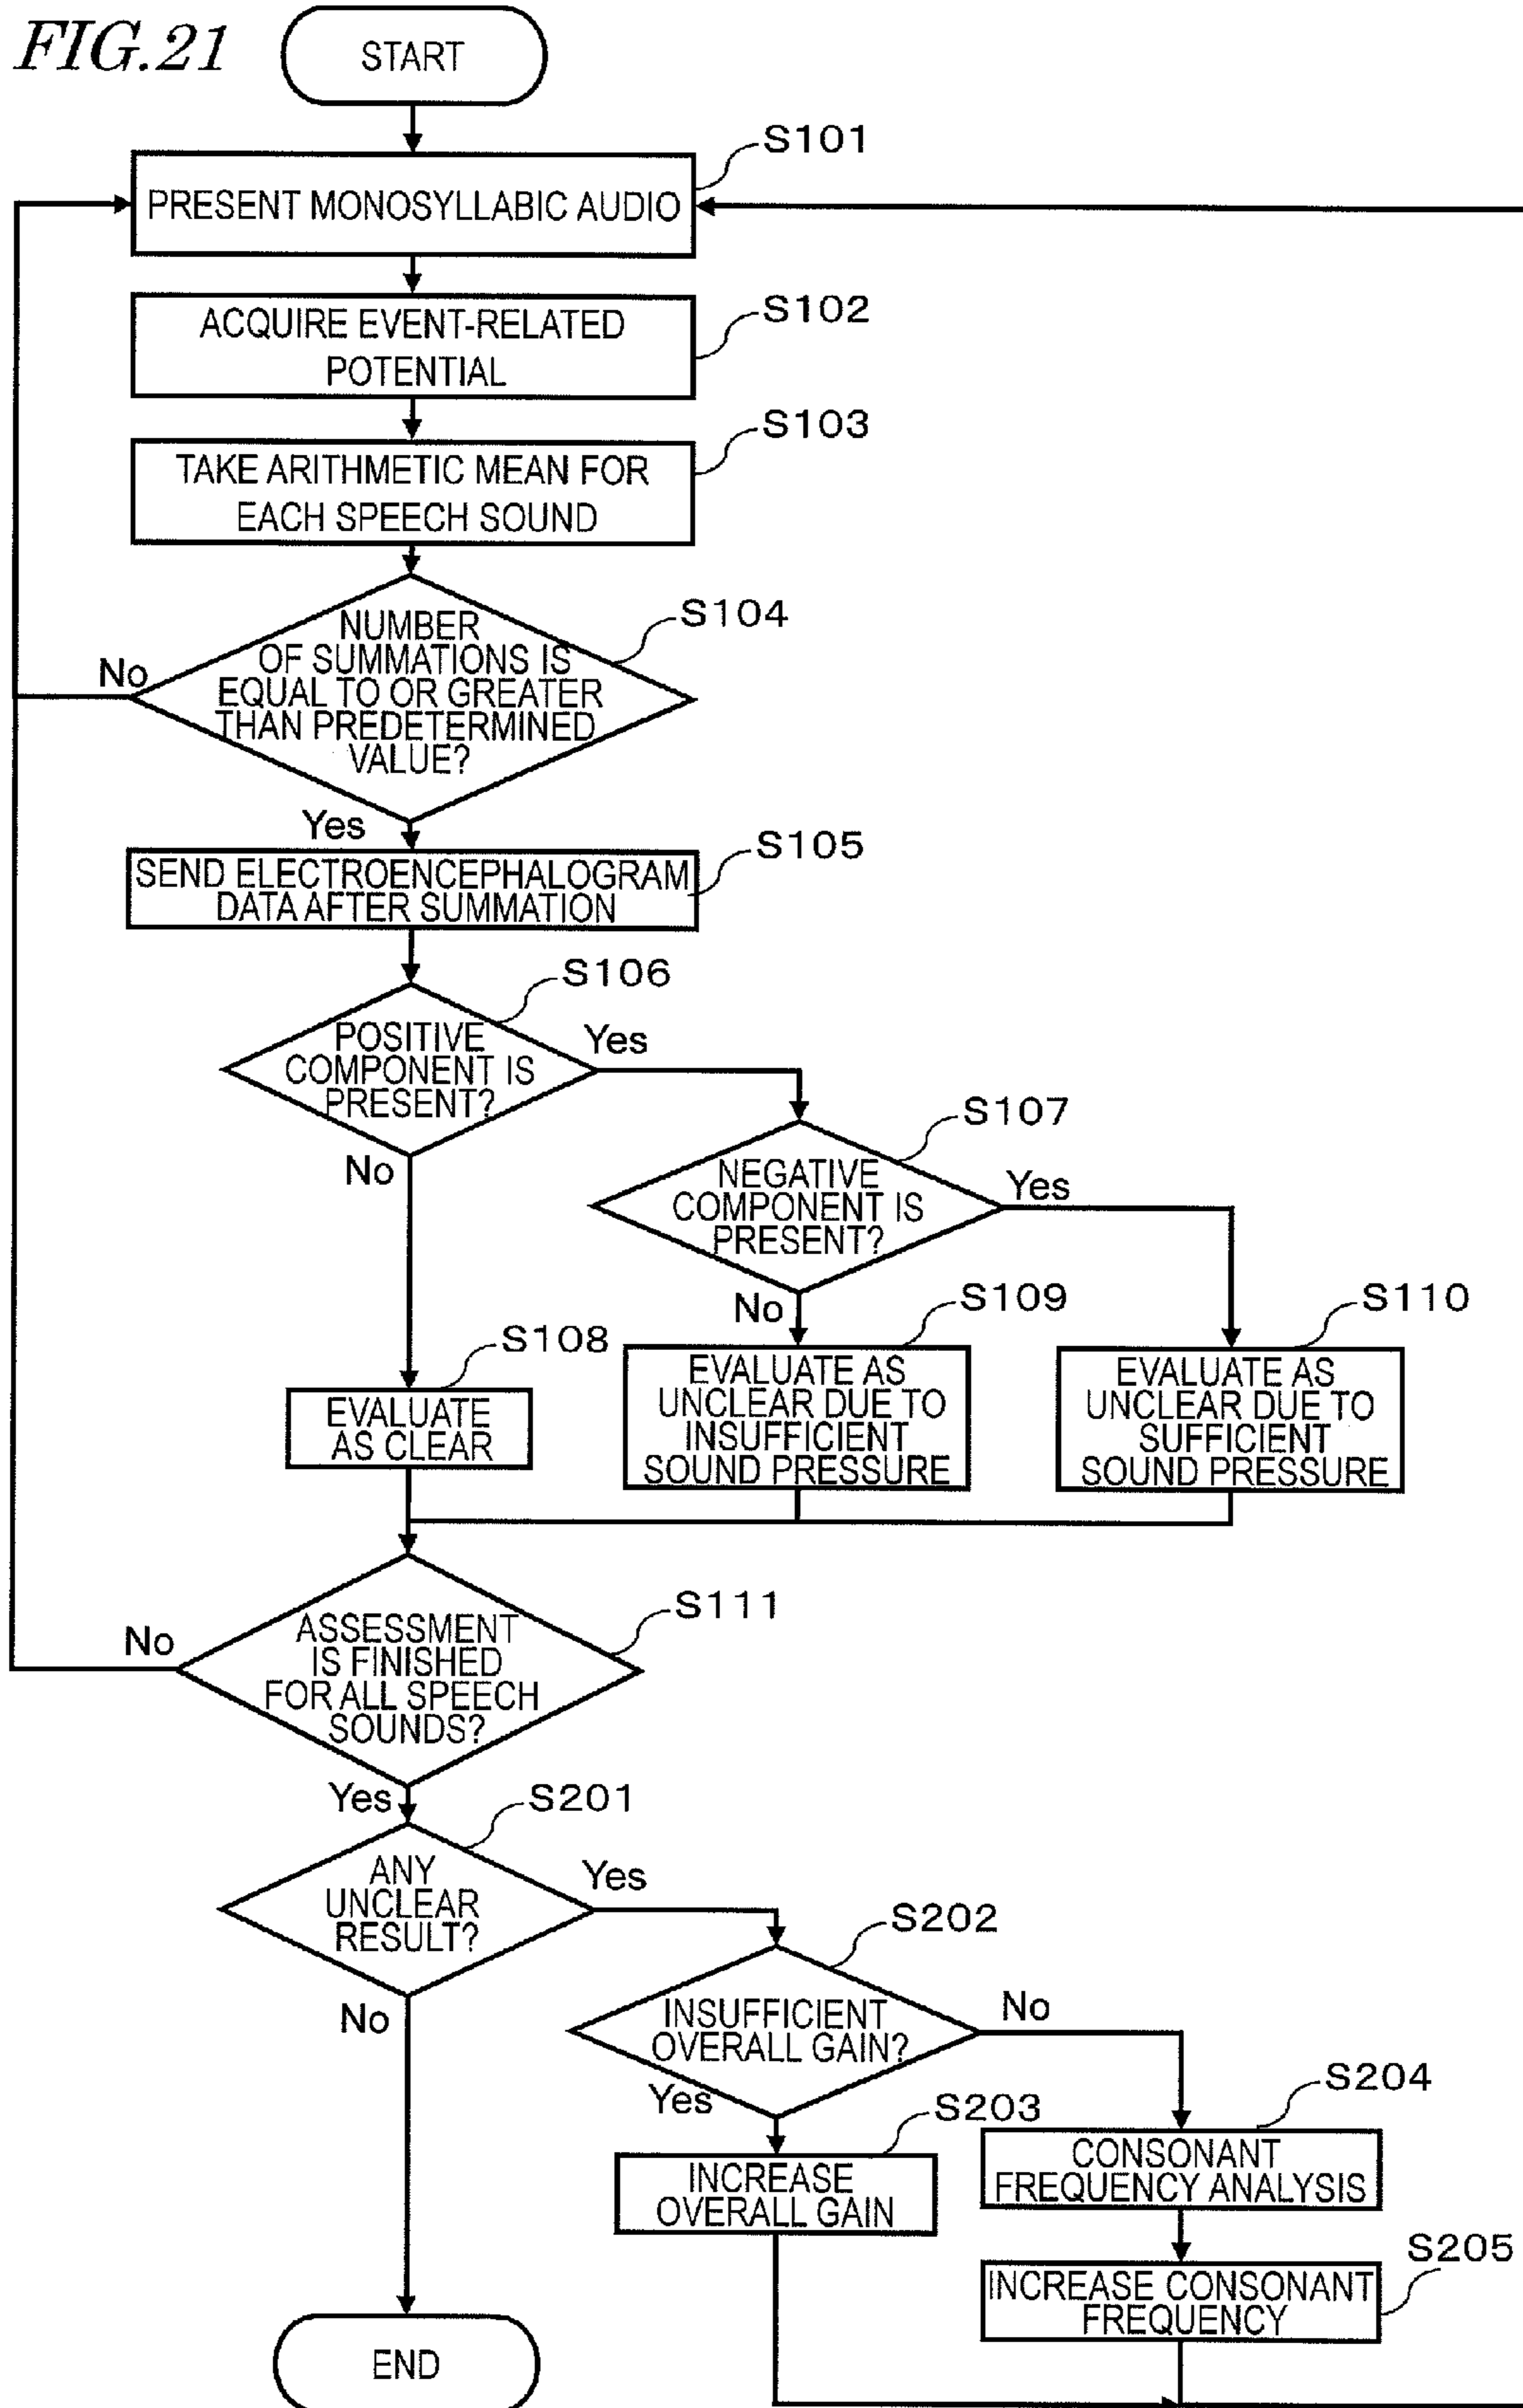 FIG.21
START
S101
PRESENT MONOSYLLABIC AUDIO
S102
ACQUIRE EVENT-RELATED
POTENTIAL
S103
TAKE ARITHMETIC MEAN FOR
EACH SPEECH SOUND
S104
NUMBER
OF SUMMATIONS IS
EQUAL TO OR GREATER
THAN PREDETERMINED
VALUE?
No
Yes
S105
SEND ELECTROENCEPHALOGRAM
DATA AFTER SUMMATION
S106
POSITIVE
COMPONENT IS
PRESENT?
Yes
No
S107
NEGATIVE
COMPONENT IS
PRESENT?
Yes
No
S108
EVALUATE
AS CLEAR
S109
EVALUATE AS
UNCLEAR DUE TO
INSUFFICIENT
SOUND PRESSURE
S110
EVALUATE AS
UNCLEAR DUE TO
SUFFICIENT
SOUND PRESSURE
S111
ASSESSMENT
IS FINISHED
FOR ALL SPEECH
SOUNDS?
No
Yes
S201
ANY
UNCLEAR
RESULT?
Yes
No
S202
INSUFFICIENT
OVERALL GAIN?
No
Yes
S203
INCREASE
OVERALL GAIN
S204
CONSONANT
FREQUENCY ANALYSIS
S205
INCREASE CONSONANT
FREQUENCY
END